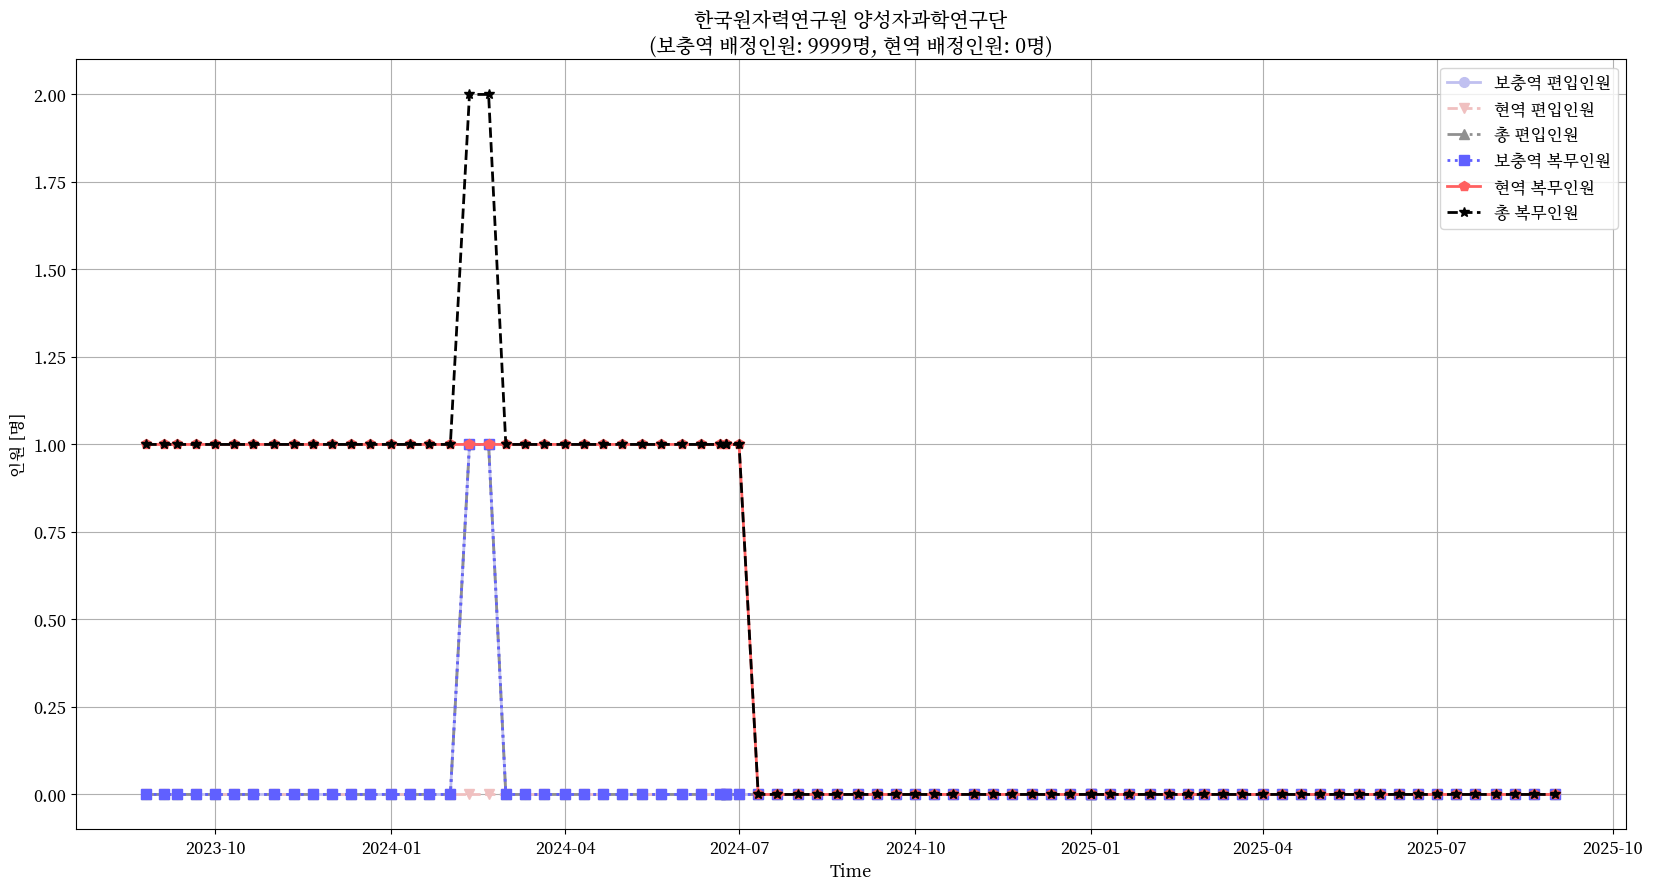 한국원자력연구원 양성자과학연구단
(보충역 배정인원: 9999명, 현역 배정인원: 0명)
보충역 편입인원
현역 편입인원
총 편입인원
보충역 복무인원
현역 복무인원
총 복무인원
2.00
1.75
1.50
1.25
1.00
0.75
0.50
0.25
0.00
인원 [명]
2023-10
2024-01
2024-04
2024-07
2024-10
2025-01
2025-04
2025-07
2025-10
Time